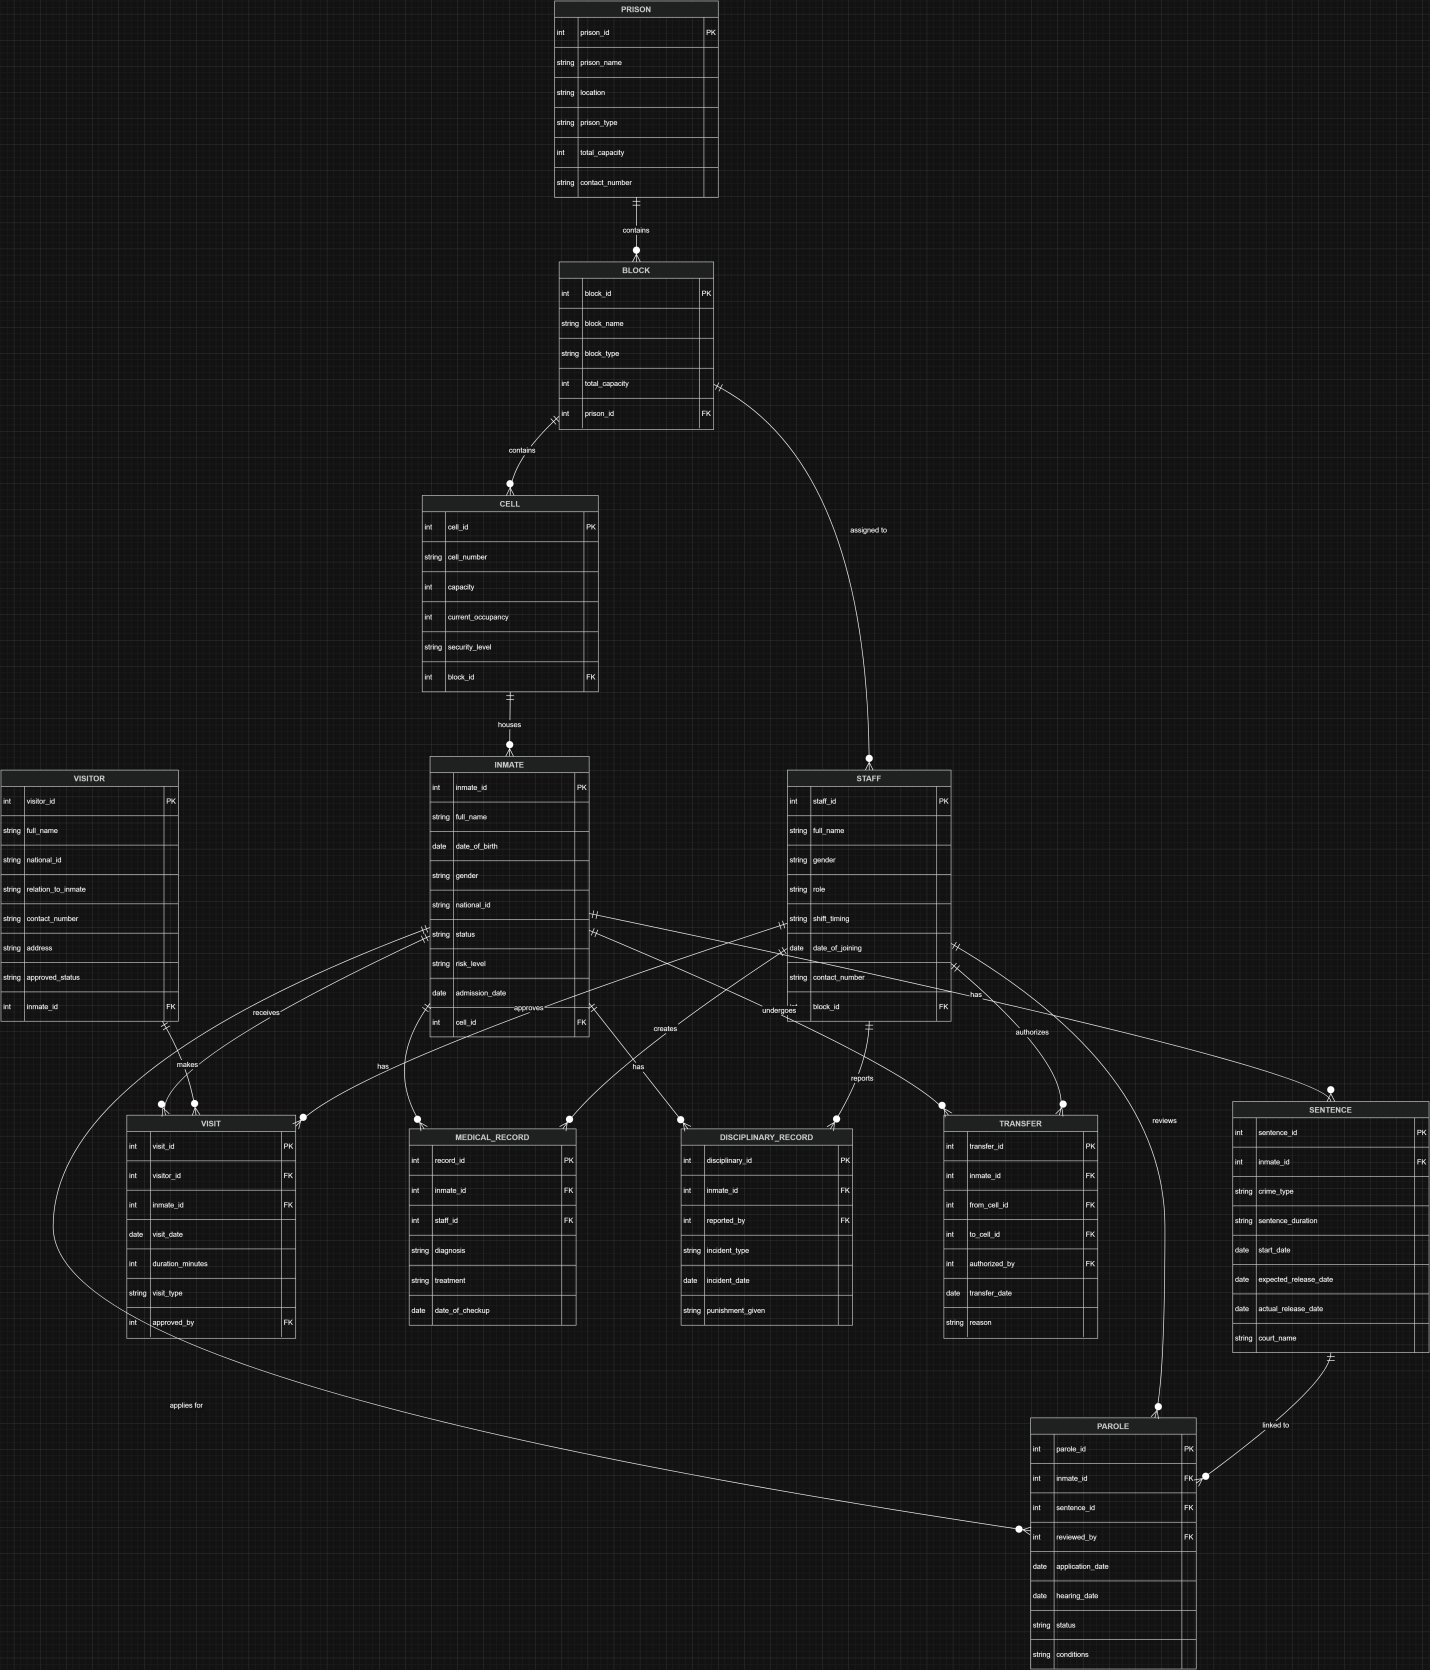 PRISON
int prison_id PK
string prison_name
string location
string prison_type
int total_capacity
string contact_number
contains
BLOCK
int block_id PK
string block_name
string block_type
int total_capacity
int prison_id FK
contains
assigned to
CELL
int cell_id PK
string cell_number
int capacity
int current_occupancy
string security_level
int block_id FK
houses
VISITOR
int visitor_id PK
string full_name
string national_id
string relation_to_inmate
string contact_number
string address
string approved_status
int inmate_id FK
INMATE
int inmate_id PK
string full_name
date date_of_birth
string gender
string national_id
string status
string risk_level
date admission_date
int cell_id FK
STAFF
int staff_id PK
string full_name
string gender
string role
string shift_timing
date date_of_joining
string contact_number
block_id FK
has
approves
undergoes
receives
creates
authorizes
makes
has
has
reports
reviews
VISIT
int visit_id PK
int visitor_id FK
int inmate_id FK
date visit_date
int duration_minutes
string visit_type
int approved_by FK
MEDICAL_RECORD
int record_id PK
int inmate_id FK
int staff_id FK
string diagnosis
string treatment
date date_of_checkup
DISCIPLINARY_RECORD
int disciplinary_id PK
int inmate_id FK
int reported_by FK
string incident_type
date incident_date
string punishment_given
TRANSFER
int transfer_id PK
int inmate_id FK
int from_cell_id FK
int to_cell_id FK
int authorized_by FK
date transfer_date
string reason
SENTENCE
int sentence_id PK
int inmate_id FK
string crime_type
string sentence_duration
date start_date
date expected_release_date
date actual_release_date
string court_name
applies for
linked to
PAROLE
int parole_id PK
int inmate_id FK
int sentence_id FK
int reviewed_by FK
date application_date
date hearing_date
string status
string conditions